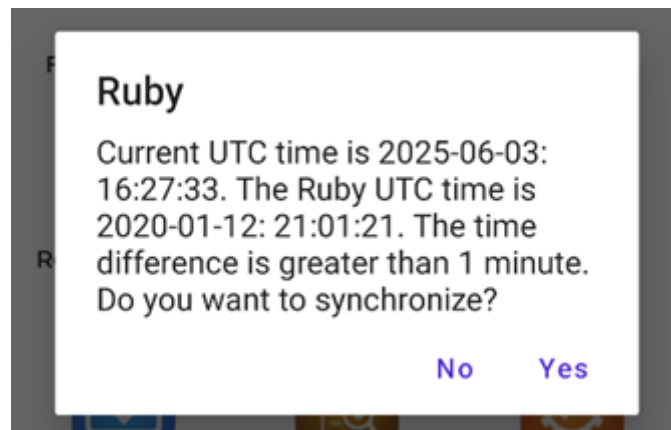 F
Ruby
Current UTC time is 2025-06-03:
16:27:33. The Ruby UTC time is
2020-01-12: 21:01:21. The time
R
difference is greater than 1 minute.
Do you want to synchronize?
No Yes